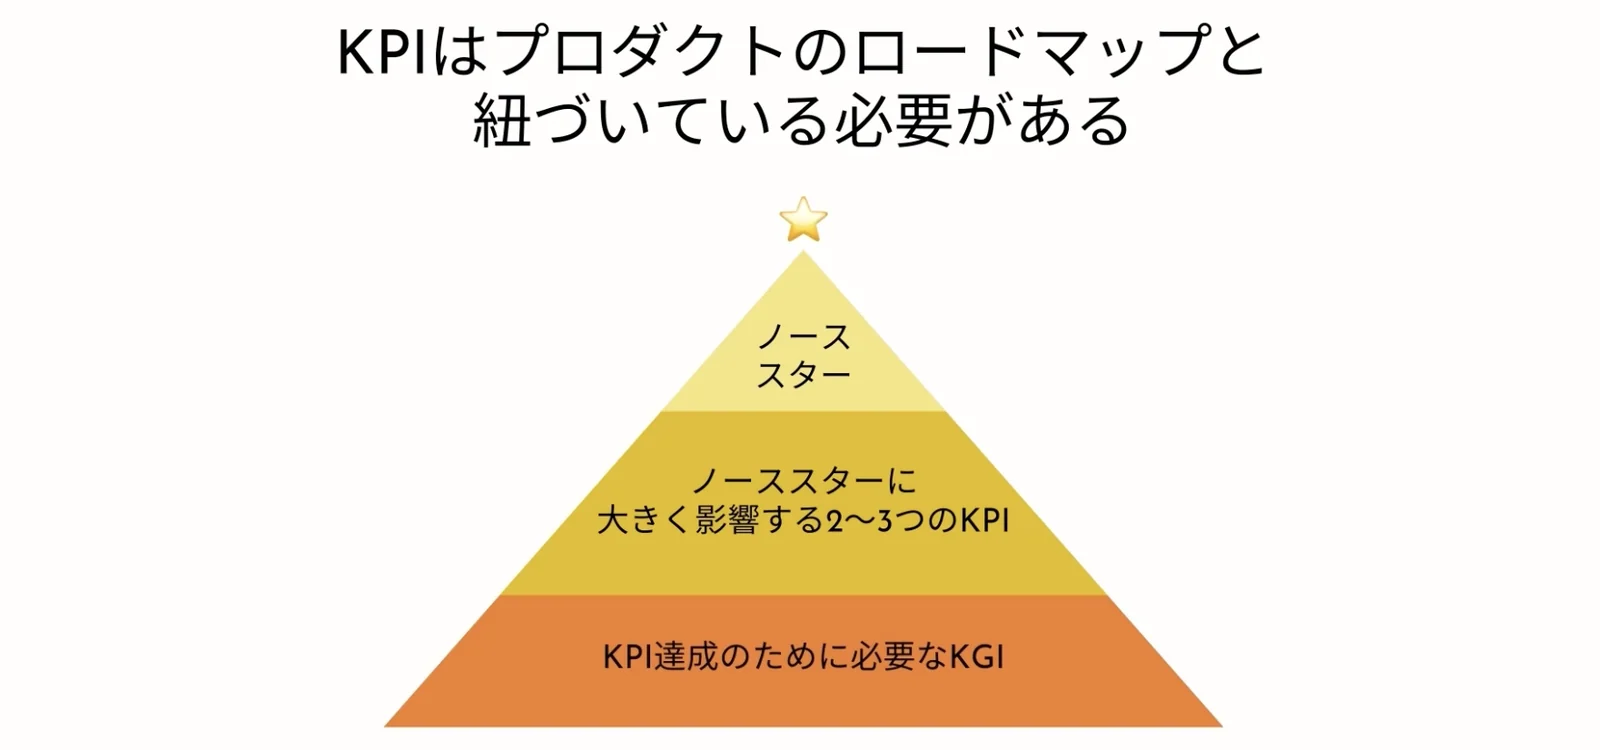 KPIはプロダクトのロードマップと
紐づいている必要がある
ノース
スター
ノーススターに
大きく影響する2〜3つのKPI
KPI達成のために必要なKGI